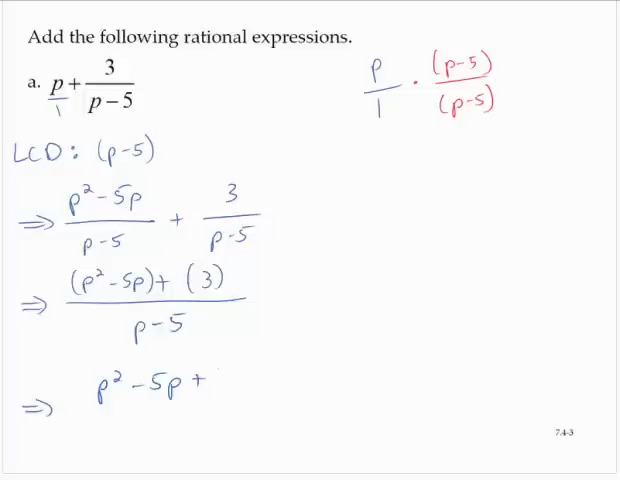 Add the following rational expressions.
a. p/1 + 3/(p − 5)
p/1 · (p-5)/(p-5)
LCD: (p-5)
⇒ (p² - 5p)/(p-5) + 3/(p-5)
⇒ ((p² - 5p) + (3))/(p-5)
⇒ p² - 5p +
7.4-3